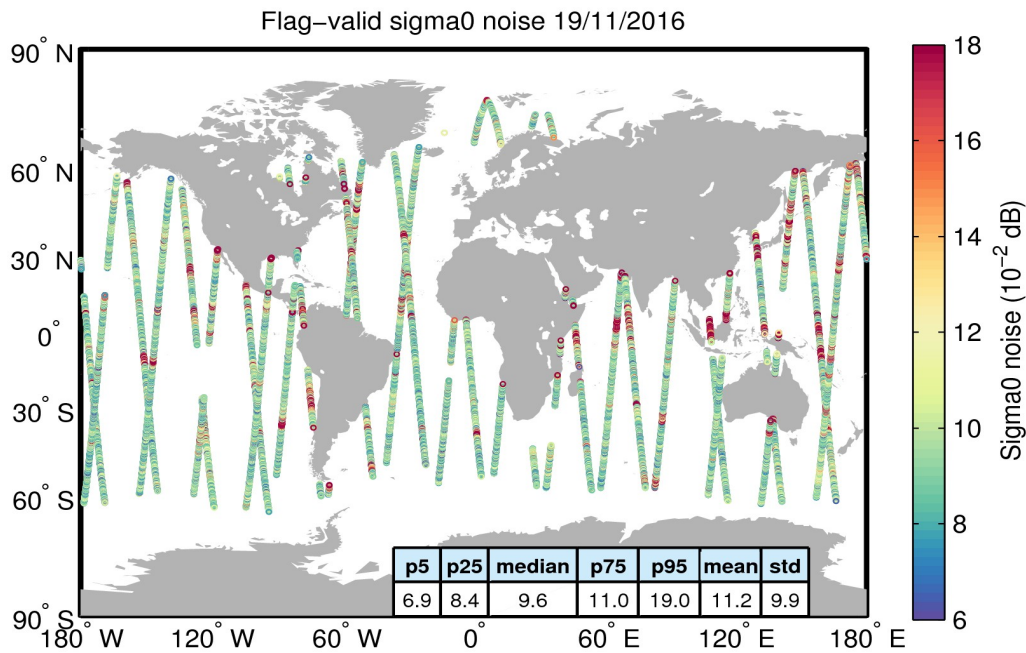 Flag−valid sigma0 noise 19/11/2016
90° N
60° N
30° N
0°
30° S
60° S
90° S
180° W
120° W
60° W
0°
60° E
120° E
180° E
p5 p25 median p75 p95 mean std
6.9 8.4 9.6 11.0 19.0 11.2 9.9
18
16
14
12
10
8
6
Sigma0 noise (10⁻² dB)